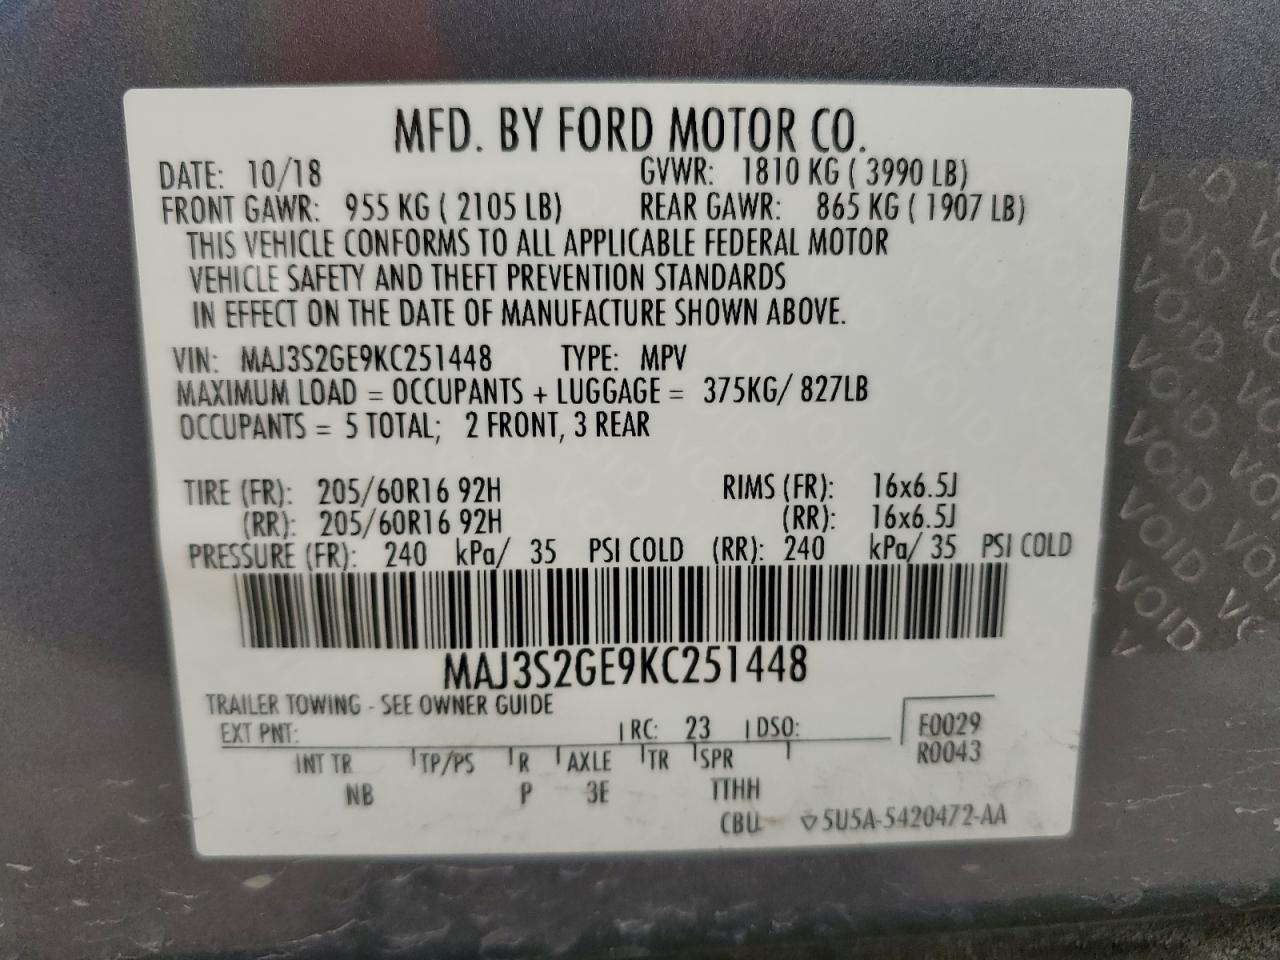 MFD. BY FORD MOTOR CO.
DATE: 10/18 GVWR: 1810 KG ( 3990 LB)
FRONT GAWR: 955 KG ( 2105 LB) REAR GAWR: 865 KG ( 1907 LB)
THIS VEHICLE CONFORMS TO ALL APPLICABLE FEDERAL MOTOR
VEHICLE SAFETY AND THEFT PREVENTION STANDARDS
IN EFFECT ON THE DATE OF MANUFACTURE SHOWN ABOVE.
VIN: MAJ3S2GE9KC251448 TYPE: MPV
MAXIMUM LOAD = OCCUPANTS + LUGGAGE = 375KG/ 827LB
OCCUPANTS = 5 TOTAL; 2 FRONT, 3 REAR
TIRE (FR): 205/60R16 92H RIMS (FR): 16x6.5J
(RR): 205/60R16 92H (RR): 16x6.5J
PRESSURE (FR): 240 kPa/ 35 PSI COLD (RR): 240 kPa/ 35 PSI COLD
MAJ3S2GE9KC251448
TRAILER TOWING - SEE OWNER GUIDE
EXT PNT: RC: 23 DSO: F0029
INT TR TP/PS R AXLE TR SPR R0043
NB P 3E TTHH
CBU 5U5A-5420472-AA
VOID
VOID
VOID
VOID
VOID
VOID